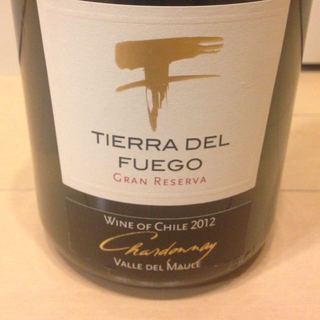 TIERRA DEL
FUEGO
GRAN RESERVA
WINE OF CHILE 2012
Chardonnay
VALLE DEL MAULE